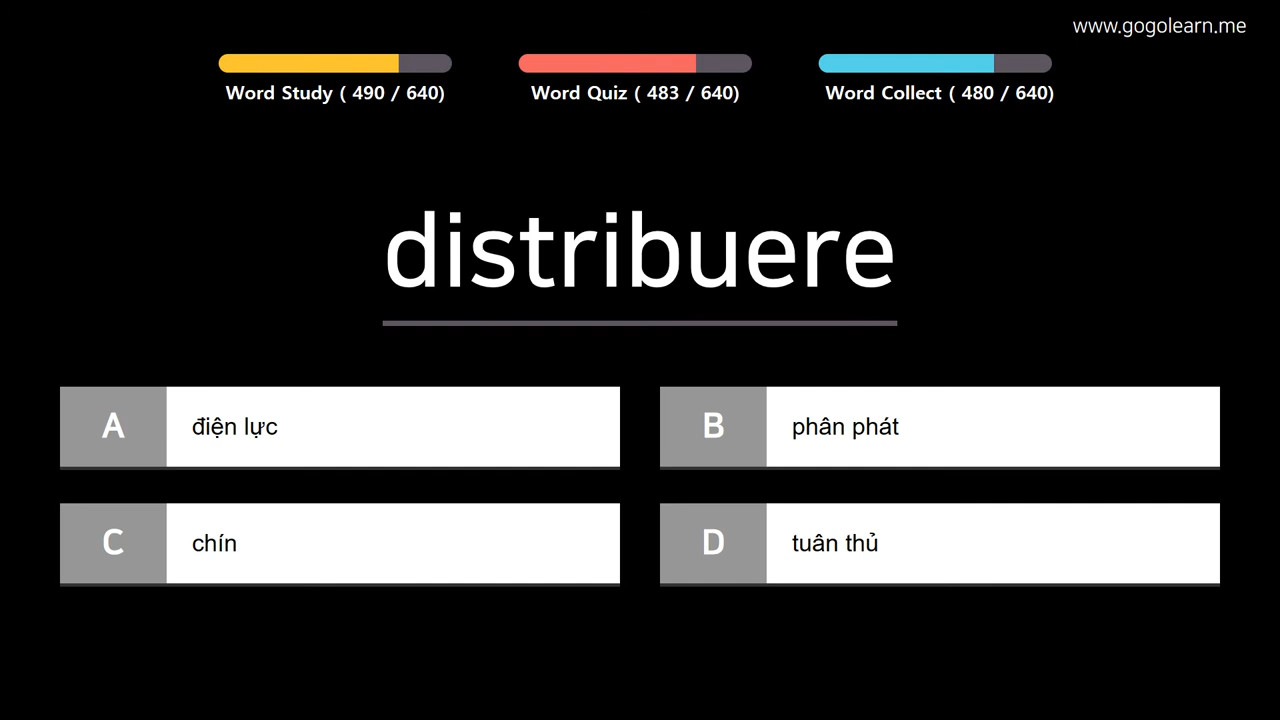 www.gogolearn.me
Word Study ( 490 / 640)
Word Quiz ( 483 / 640)
Word Collect ( 480 / 640)
distribuere
A điện lực
B phân phát
C chín
D tuân thủ